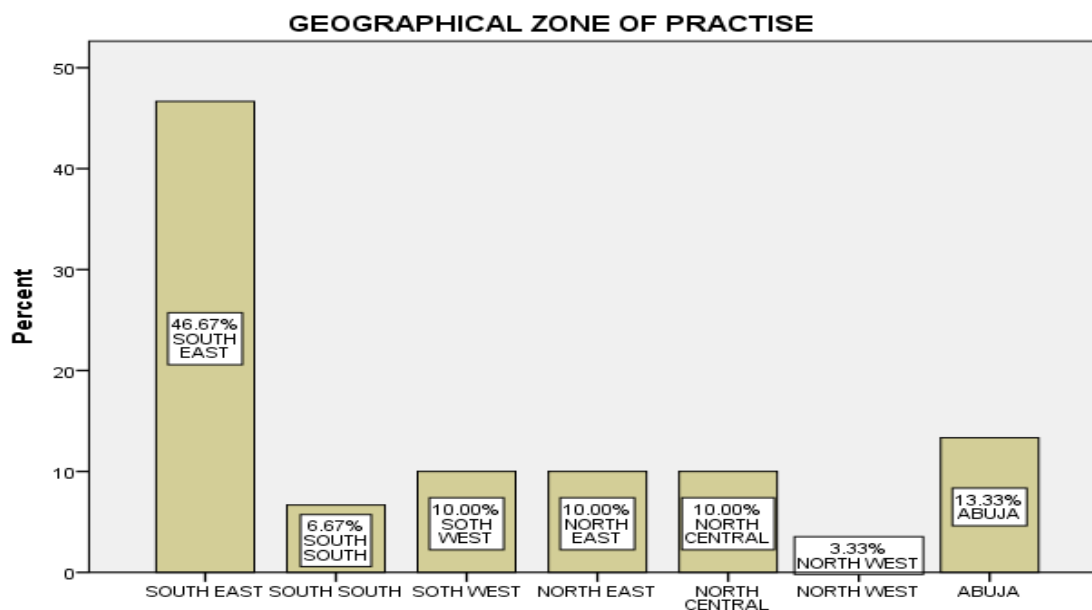 GEOGRAPHICAL ZONE OF PRACTISE
Percent
50
40
30
20
10
0
46.67%
SOUTH
EAST
6.67%
SOUTH
SOUTH
10.00%
SOTH
WEST
10.00%
NORTH
EAST
10.00%
NORTH
CENTRAL
3.33%
NORTH WEST
13.33%
ABUJA
SOUTH EAST
SOUTH SOUTH
SOTH WEST
NORTH EAST
NORTH
CENTRAL
NORTH WEST
ABUJA